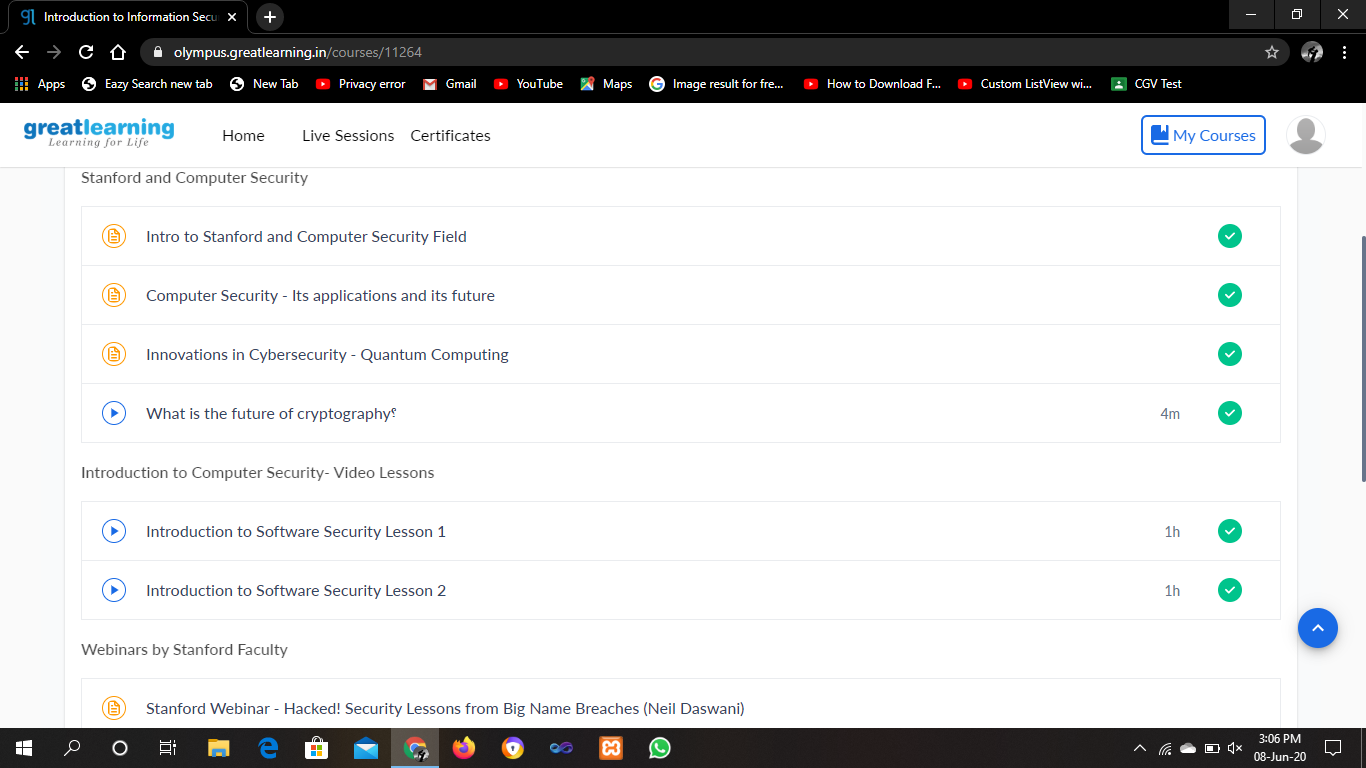 Introduction to Information Secu
olympus.greatlearning.in/courses/11264
Apps Eazy Search new tab New Tab Privacy error Gmail YouTube Maps Image result for fre... How to Download F... Custom ListView wi... CGV Test
greatlearning
Learning for Life
Home Live Sessions Certificates My Courses
Stanford and Computer Security
Intro to Stanford and Computer Security Field
Computer Security - Its applications and its future
Innovations in Cybersecurity - Quantum Computing
What is the future of cryptography؟ 4m
Introduction to Computer Security- Video Lessons
Introduction to Software Security Lesson 1 1h
Introduction to Software Security Lesson 2 1h
Webinars by Stanford Faculty
Stanford Webinar - Hacked! Security Lessons from Big Name Breaches (Neil Daswani)
3:06 PM
08-Jun-20